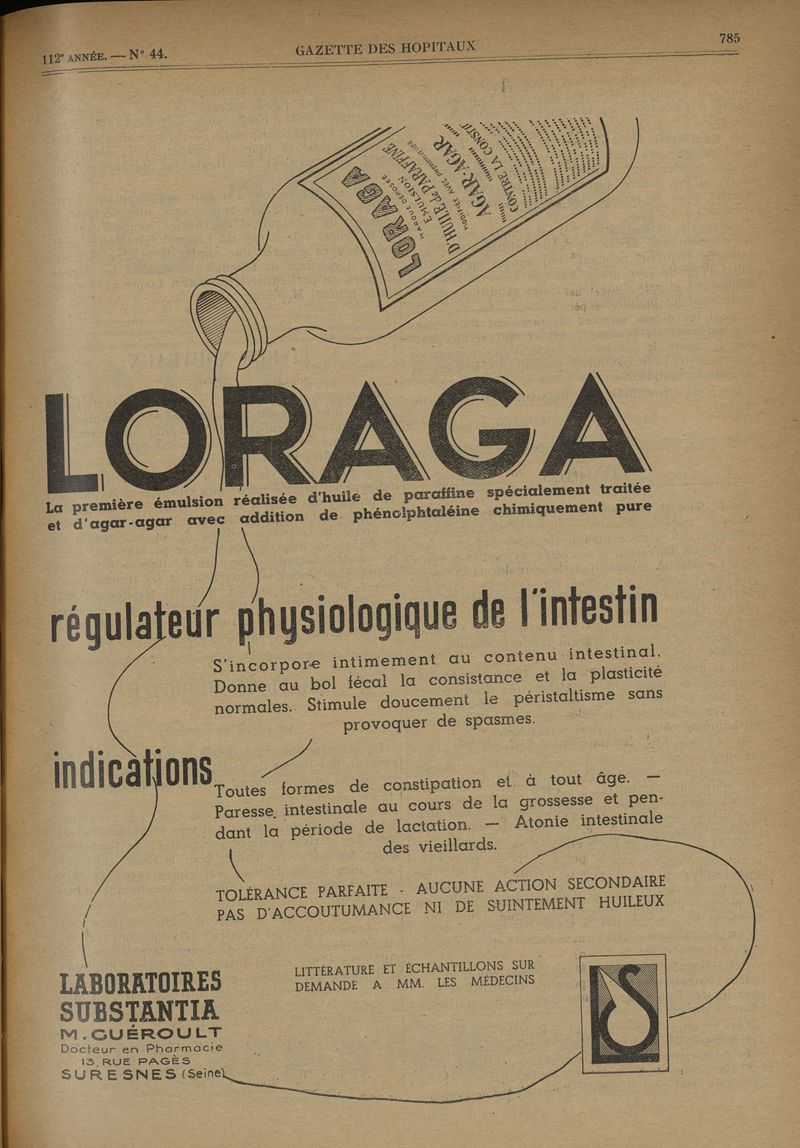 112e ANNÉE. — N° 44.
GAZETTE DES HOPITAUX
785
LORAGA
MARQUE DÉPOSÉE
EMULSION
D'HUILE de PARAFFINE
MODIFIÉE AVEC
AGAR-AGAR
CONTRE LA
LORAGA
La première émulsion réalisée d'huile de paraffine spécialement traitée
et d'agar-agar avec addition de phénolphtaléine chimiquement pure
régulateur physiologique de l'intestin
S'incorpore intimement au contenu intestinal.
Donne au bol fécal la consistance et la plasticité
normales. Stimule doucement le péristaltisme sans
provoquer de spasmes.
indications
Toutes formes de constipation et à tout âge. —
Paresse intestinale au cours de la grossesse et pen-
dant la période de lactation. — Atonie intestinale
des vieillards.
TOLÉRANCE PARFAITE - AUCUNE ACTION SECONDAIRE
PAS D'ACCOUTUMANCE NI DE SUINTEMENT HUILEUX
LITTÉRATURE ET ÉCHANTILLONS SUR
DEMANDE A MM. LES MÉDECINS
LABORATOIRES
SUBSTANTIA
M. GUÉROULT
Docteur en Pharmacie
13, RUE PAGÈS
SURESNES (Seine)